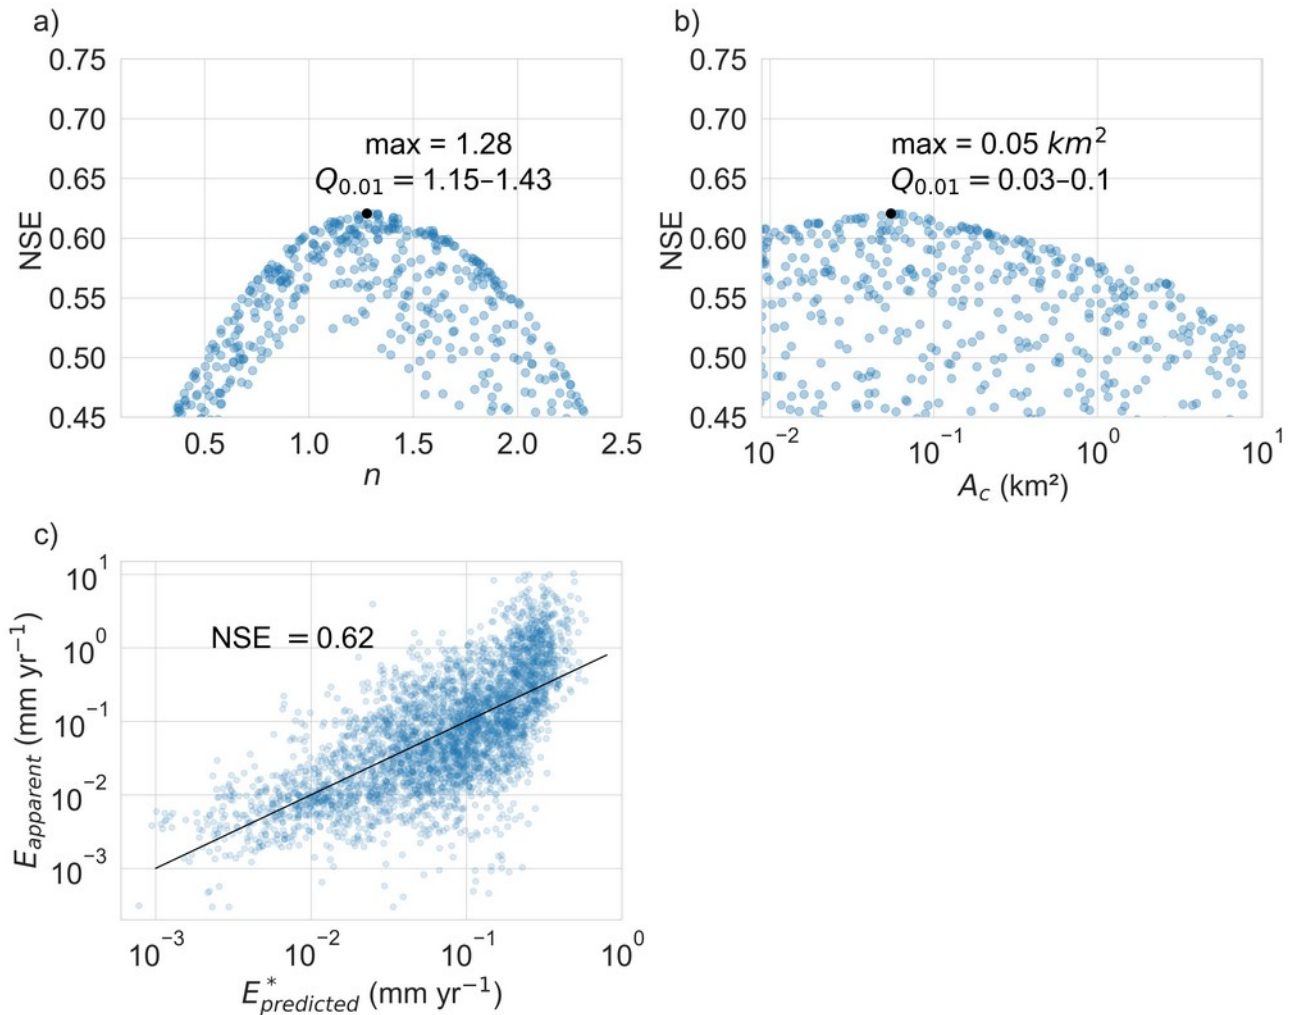 a)
NSE
0.75
0.70
0.65
0.60
0.55
0.50
0.45
max = 1.28
Q0.01 = 1.15–1.43
0.5 1.0 1.5 2.0 2.5
n
b)
NSE
0.75
0.70
0.65
0.60
0.55
0.50
0.45
max = 0.05 km²
Q0.01 = 0.03–0.1
10⁻² 10⁻¹ 10⁰ 10¹
Ac (km²)
c)
Eapparent (mm yr⁻¹)
10¹
10⁰
10⁻¹
10⁻²
10⁻³
NSE = 0.62
10⁻³ 10⁻² 10⁻¹ 10⁰
E*predicted (mm yr⁻¹)